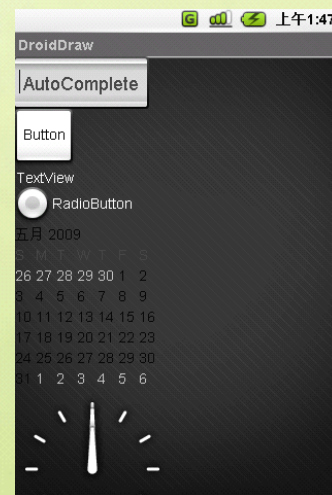 G 上午1:47
DroidDraw
AutoComplete
Button
TextView
RadioButton
五月 2009
S M T W T F S
26 27 28 29 30 1 2
3 4 5 6 7 8 9
10 11 12 13 14 15 16
17 18 19 20 21 22 23
24 25 26 27 28 29 30
31 1 2 3 4 5 6